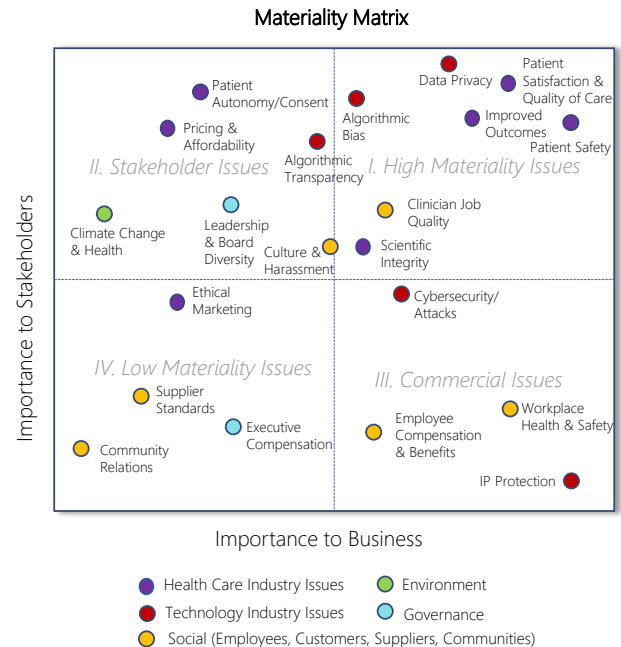 Materiality Matrix
Patient
Autonomy/Consent
Pricing &
Affordability
Algorithmic
Transparency
II. Stakeholder Issues
Climate Change
& Health
Leadership
& Board
Diversity
Culture &
Harassment
Data Privacy
Patient
Satisfaction &
Quality of Care
Algorithmic
Bias
Improved
Outcomes
Patient Safety
I. High Materiality Issues
Clinician Job
Quality
Scientific
Integrity
Ethical
Marketing
IV. Low Materiality Issues
Supplier
Standards
Executive
Compensation
Community
Relations
Cybersecurity/
Attacks
III. Commercial Issues
Workplace
Health & Safety
Employee
Compensation
& Benefits
IP Protection
Importance to Stakeholders
Importance to Business
Health Care Industry Issues
Environment
Technology Industry Issues
Governance
Social (Employees, Customers, Suppliers, Communities)